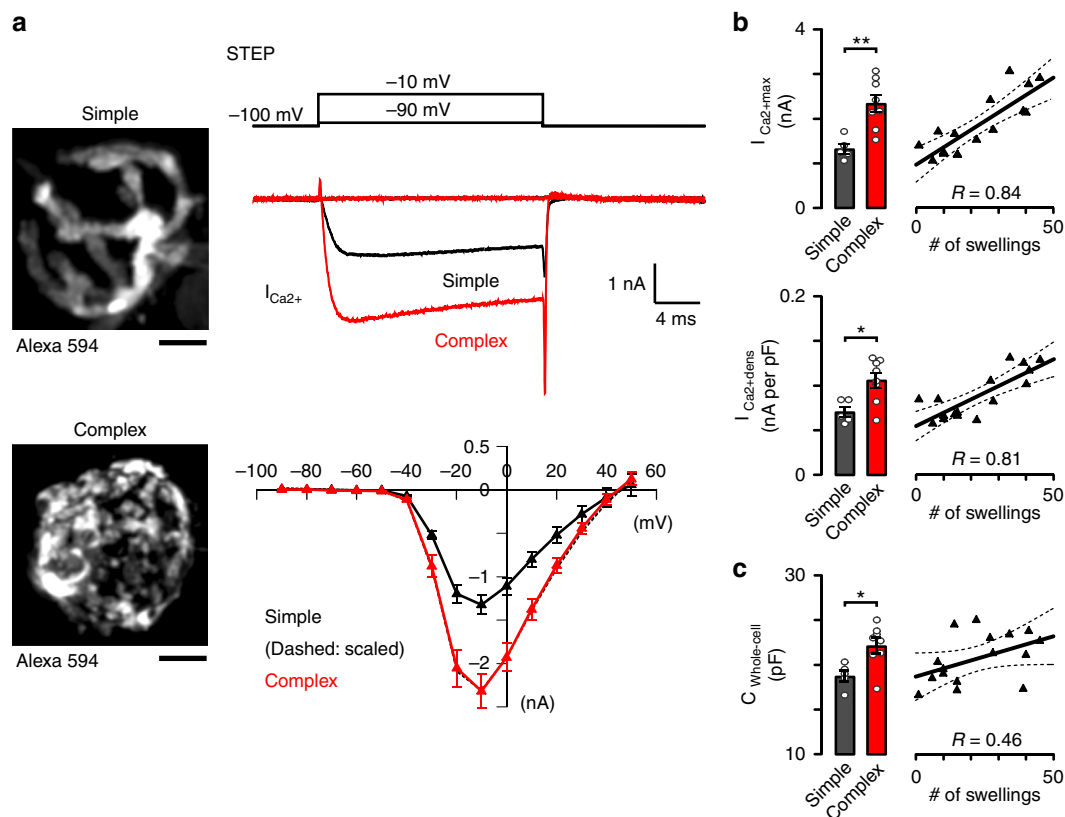 a
STEP
−10 mV
−90 mV
−100 mV
Simple
Alexa 594
I Ca2+
Simple
Complex
1 nA
4 ms
Complex
Alexa 594
0.5
−100 −80 −60 −40 −20 0 20 40 60
0
(mV)
−1
−2
(nA)
Simple
(Dashed: scaled)
Complex
b
4
0
I Ca2+max
(nA)
**
Simple
Complex
R = 0.84
0 50
# of swellings
0.2
0
I Ca2+dens
(nA per pF)
*
Simple
Complex
R = 0.81
0 50
# of swellings
c
30
10
C Whole-cell
(pF)
*
Simple
Complex
R = 0.46
0 50
# of swellings